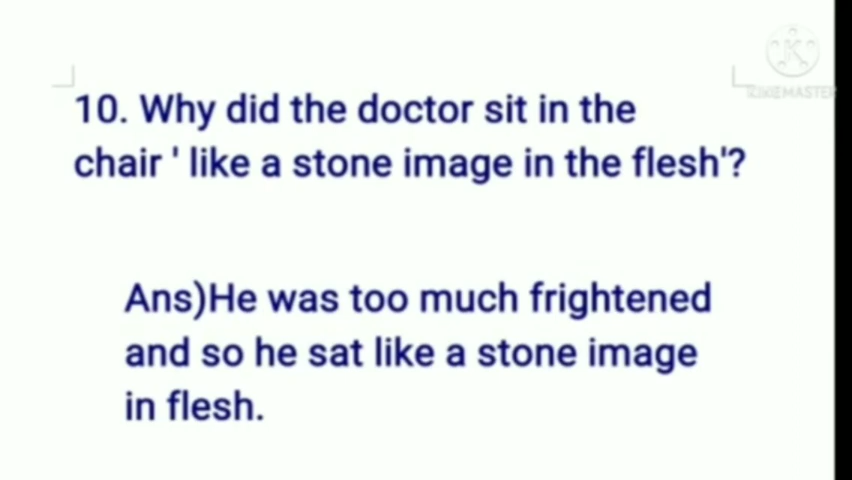 KINEMASTER
10. Why did the doctor sit in the
chair ' like a stone image in the flesh'?
Ans)He was too much frightened
and so he sat like a stone image
in flesh.